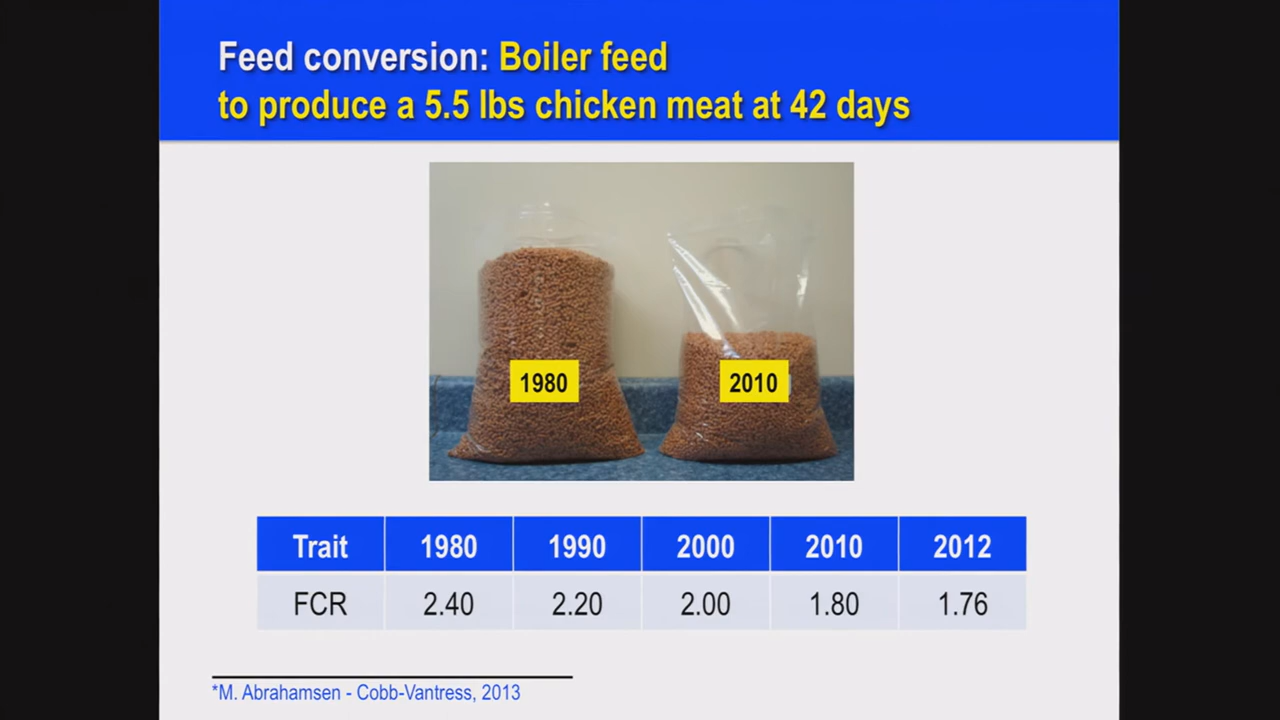 Feed conversion: Boiler feed
to produce a 5.5 lbs chicken meat at 42 days
1980
2010
Trait 1980 1990 2000 2010 2012
FCR 2.40 2.20 2.00 1.80 1.76
*M. Abrahamsen - Cobb-Vantress, 2013